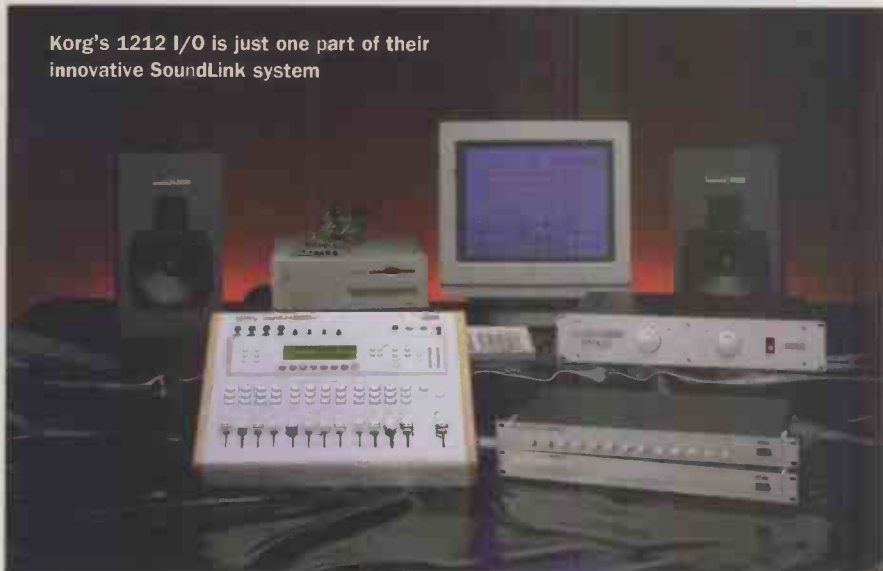 Korg's 1212 I/O is just one part of their
innovative SoundLink system